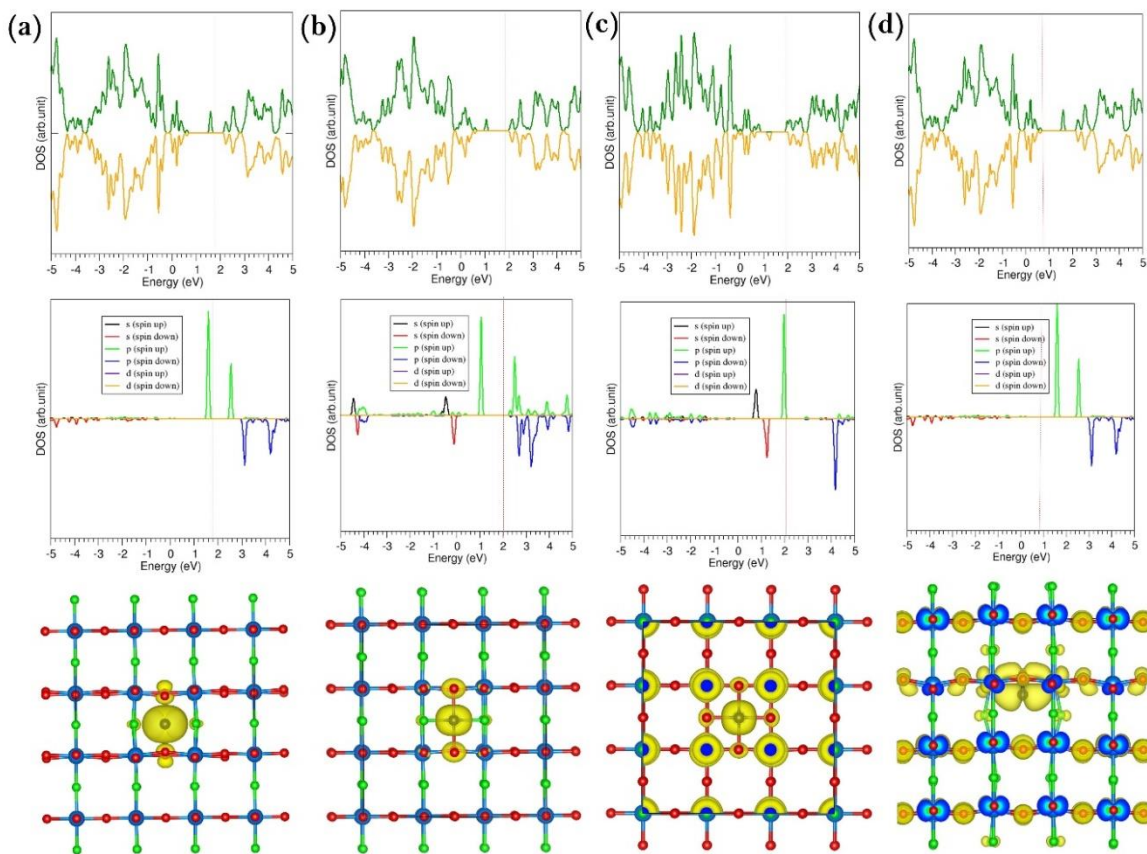 (a) (b) (c) (d)
DOS (arb.unit) DOS (arb.unit) DOS (arb.unit) DOS (arb.unit)
-5 -4 -3 -2 -1 0 1 2 3 4 5 -5 -4 -3 -2 -1 0 1 2 3 4 5 -5 -4 -3 -2 -1 0 1 2 3 4 5 -5 -4 -3 -2 -1 0 1 2 3 4 5
Energy (eV) Energy (eV) Energy (eV) Energy (eV)
s (spin up) s (spin up) s (spin up) s (spin up)
s (spin down) s (spin down) s (spin down) s (spin down)
p (spin up) p (spin up) p (spin up) p (spin up)
p (spin down) p (spin down) p (spin down) p (spin down)
d (spin up) d (spin up) d (spin up) d (spin up)
d (spin down) d (spin down) d (spin down) d (spin down)
DOS (arb.unit) DOS (arb.unit) DOS (arb.unit) DOS (arb.unit)
-5 -4 -3 -2 -1 0 1 2 3 4 5 -5 -4 -3 -2 -1 0 1 2 3 4 5 -5 -4 -3 -2 -1 0 1 2 3 4 5 -5 -4 -3 -2 -1 0 1 2 3 4 5
Energy (eV) Energy (eV) Energy (eV) Energy (eV)